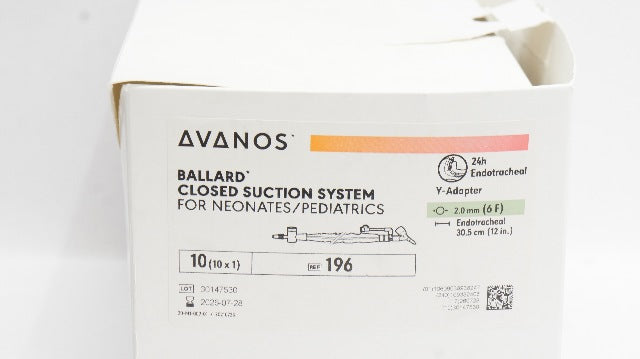 AVANOS
BALLARD*
CLOSED SUCTION SYSTEM
FOR NEONATES/PEDIATRICS
24h
Endotracheal
Y-Adapter
2.0 mm (6 F)
Endotracheal
30.5 cm (12 in.)
10 (10 x 1)
REF 196
LOT 30147530
2025-07-28